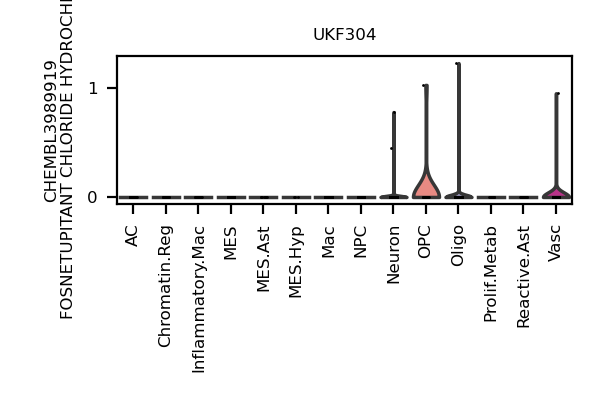 UKF304
CHEMBL3989919
FOSNETUPITANT CHLORIDE
1
0
AC
Chromatin.Reg
Inflammatory.Mac
MES
MES.Ast
MES.Hyp
Mac
NPC
Neuron
OPC
Oligo
Prolif.Metab
Reactive.Ast
Vasc